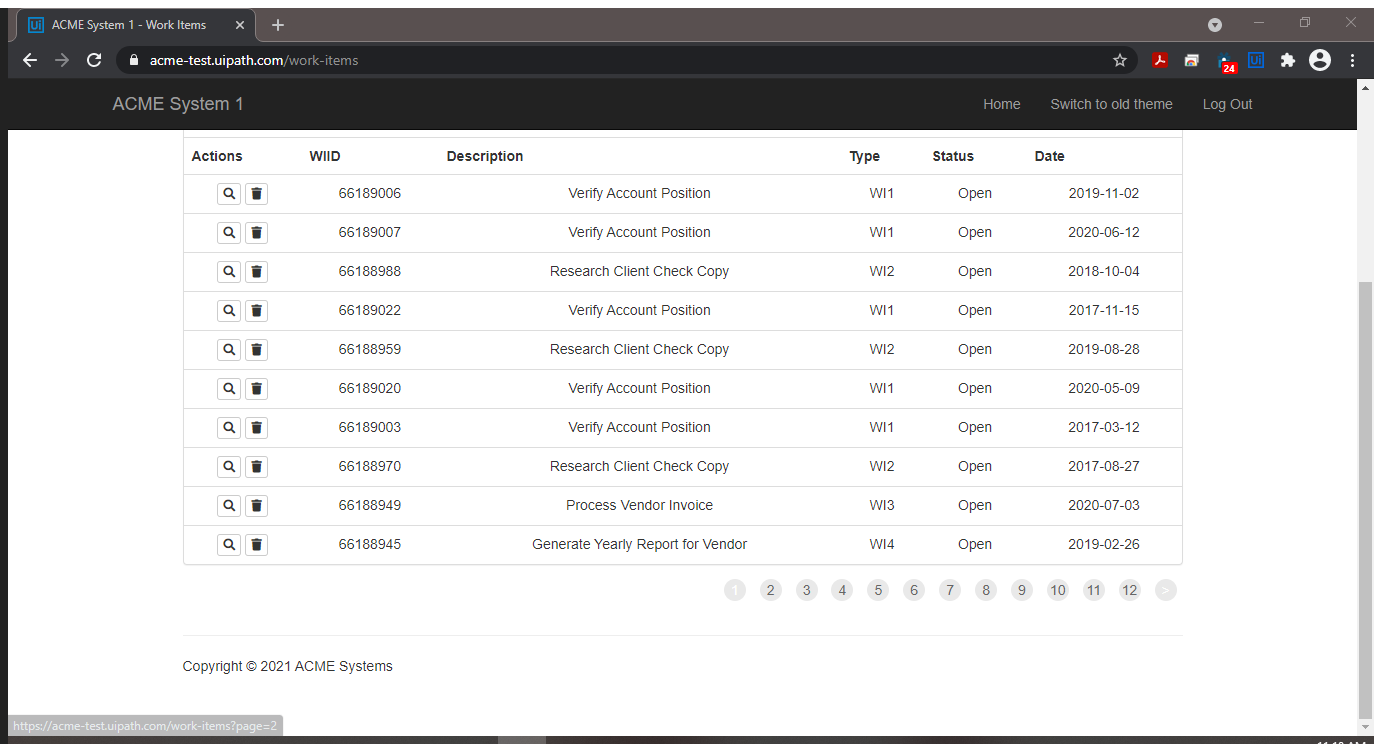 ACME System 1 - Work Items
acme-test.uipath.com/work-items
24
ACME System 1 Home Switch to old theme Log Out
Actions WIID Description Type Status Date
66189006 Verify Account Position WI1 Open 2019-11-02
66189007 Verify Account Position WI1 Open 2020-06-12
66188988 Research Client Check Copy WI2 Open 2018-10-04
66189022 Verify Account Position WI1 Open 2017-11-15
66188959 Research Client Check Copy WI2 Open 2019-08-28
66189020 Verify Account Position WI1 Open 2020-05-09
66189003 Verify Account Position WI1 Open 2017-03-12
66188970 Research Client Check Copy WI2 Open 2017-08-27
66188949 Process Vendor Invoice WI3 Open 2020-07-03
66188945 Generate Yearly Report for Vendor WI4 Open 2019-02-26
1 2 3 4 5 6 7 8 9 10 11 12 >
Copyright © 2021 ACME Systems
https://acme-test.uipath.com/work-items?page=2